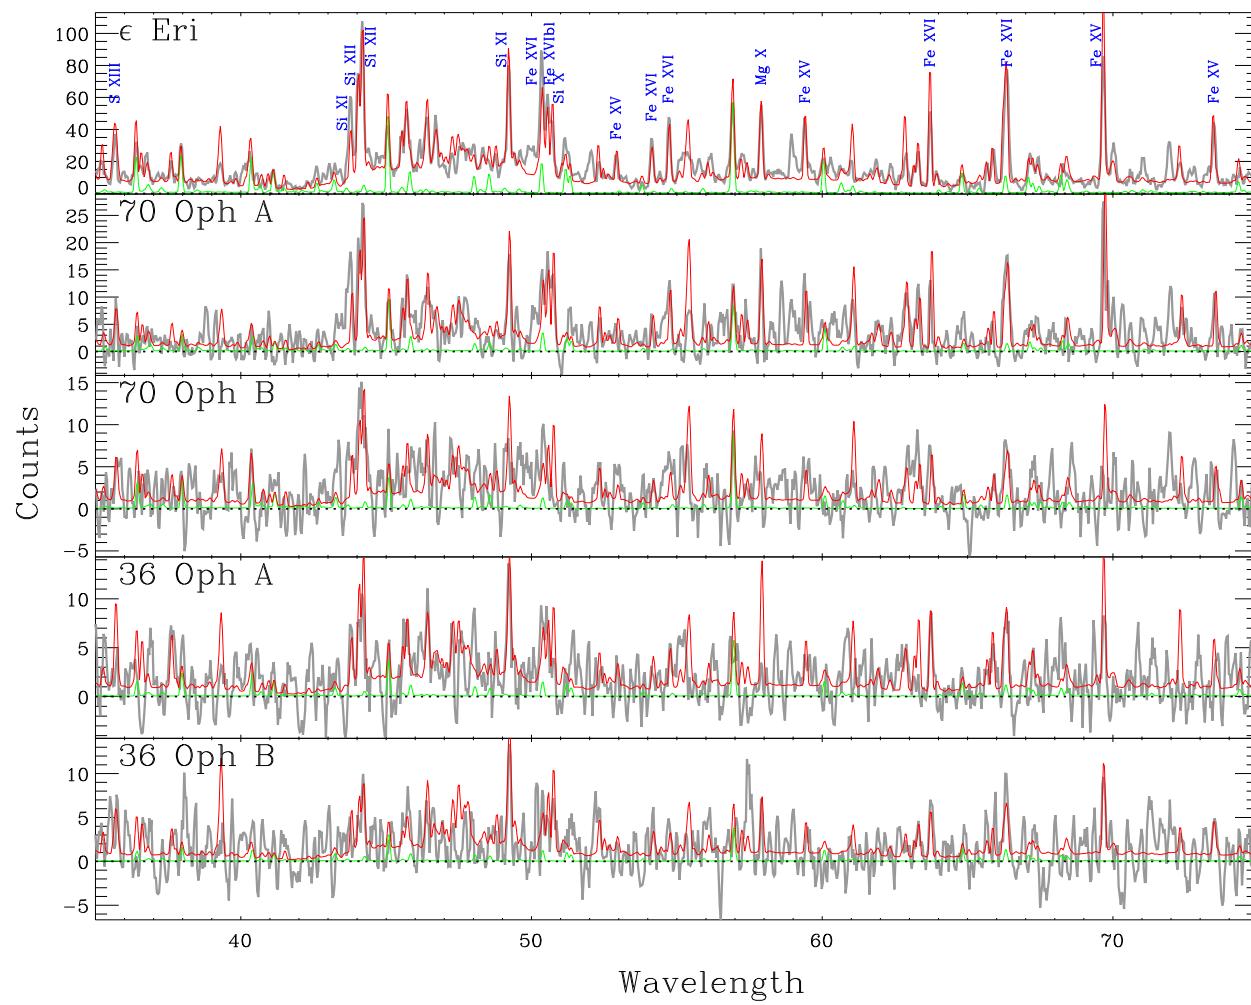 ϵ Eri
S XIII
Si XI
Si XII
Si XII
Si XI
Fe XVI
Fe XVIbl
Si X
Fe XV
Fe XVI
Fe XVI
Mg X
Fe XV
Fe XVI
Fe XVI
Fe XV
Fe XV
100
80
60
40
20
0
70 Oph A
25
20
15
10
5
0
70 Oph B
15
10
5
0
−5
36 Oph A
10
5
0
36 Oph B
10
5
0
−5
Counts
40 50 60 70
Wavelength